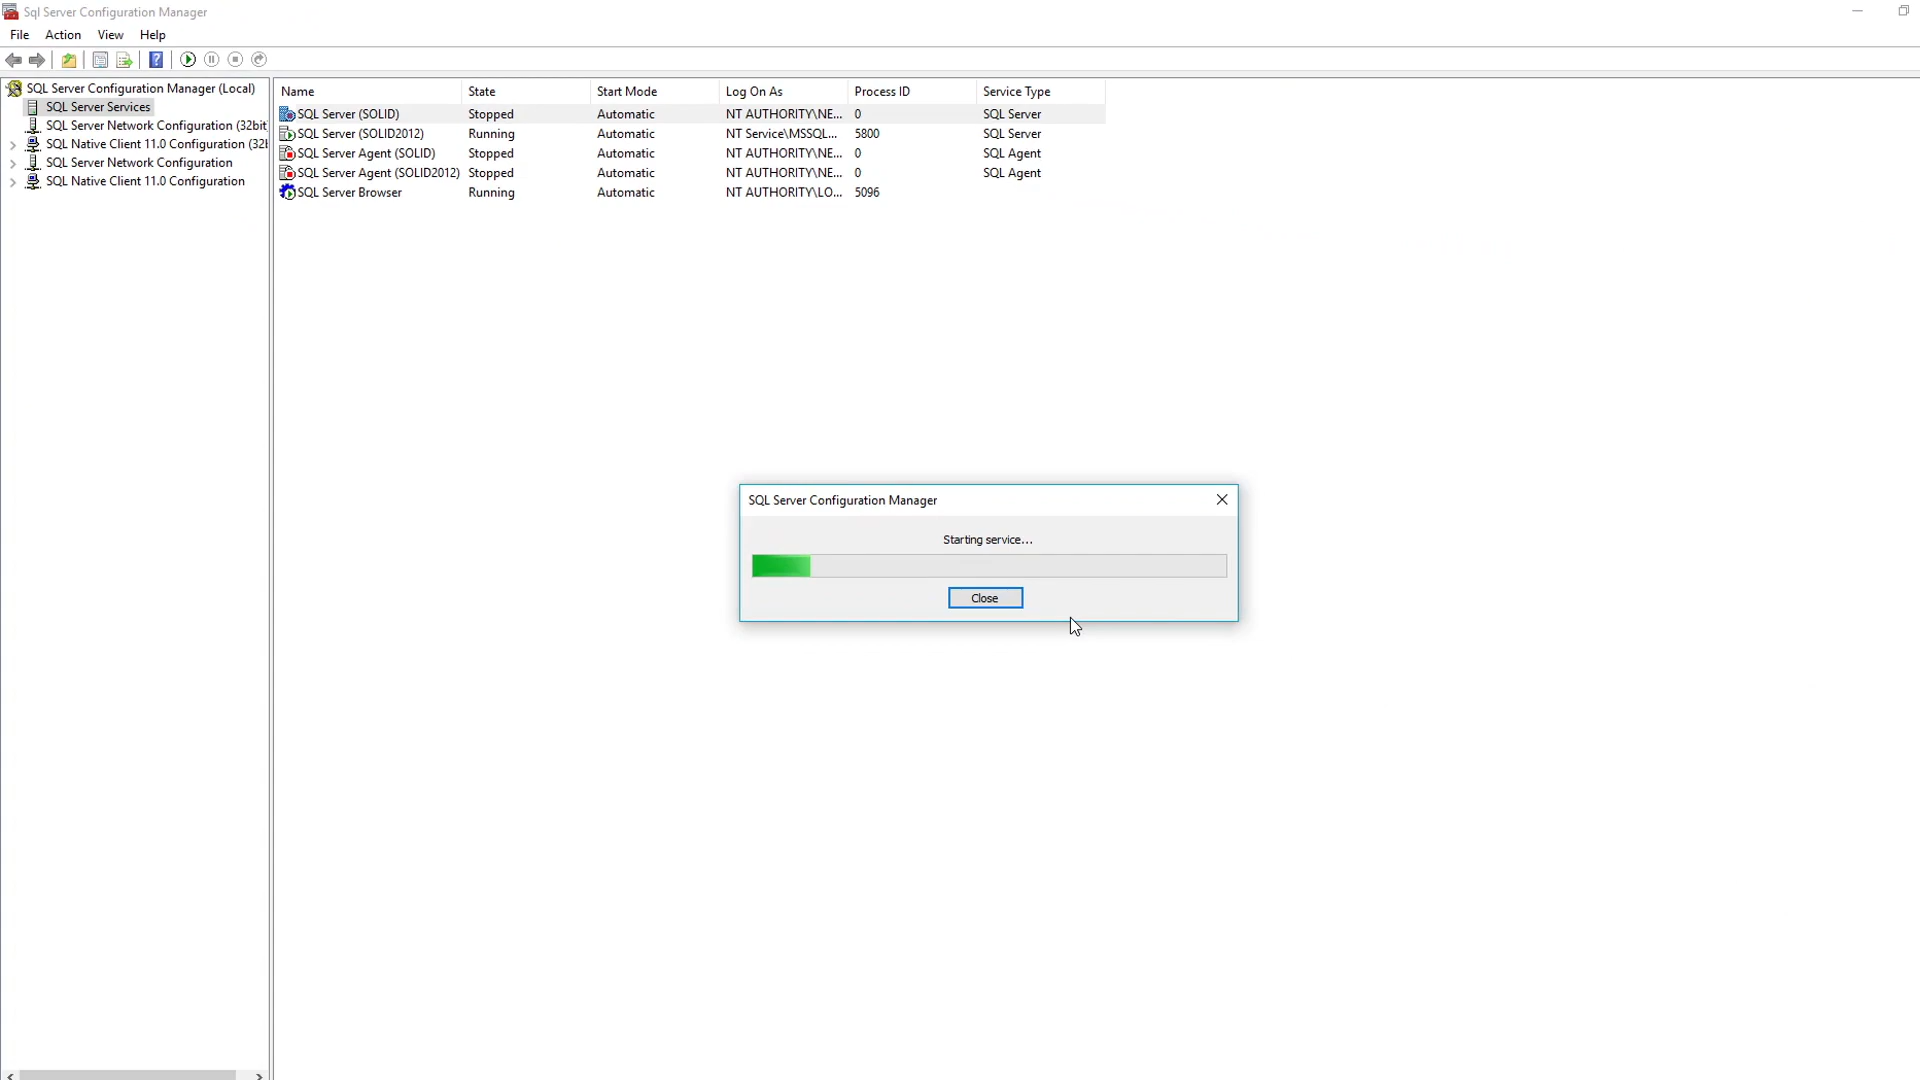 Sql Server Configuration Manager
File Action View Help
SQL Server Configuration Manager (Local)
SQL Server Services
SQL Server Network Configuration (32bit
SQL Native Client 11.0 Configuration (32b
SQL Server Network Configuration
SQL Native Client 11.0 Configuration
Name State Start Mode Log On As Process ID Service Type
SQL Server (SOLID) Stopped Automatic NT AUTHORITY\NE... 0 SQL Server
SQL Server (SOLID2012) Running Automatic NT Service\MSSQL... 5800 SQL Server
SQL Server Agent (SOLID) Stopped Automatic NT AUTHORITY\NE... 0 SQL Agent
SQL Server Agent (SOLID2012) Stopped Automatic NT AUTHORITY\NE... 0 SQL Agent
SQL Server Browser Running Automatic NT AUTHORITY\LO... 5096
SQL Server Configuration Manager
Starting service...
Close